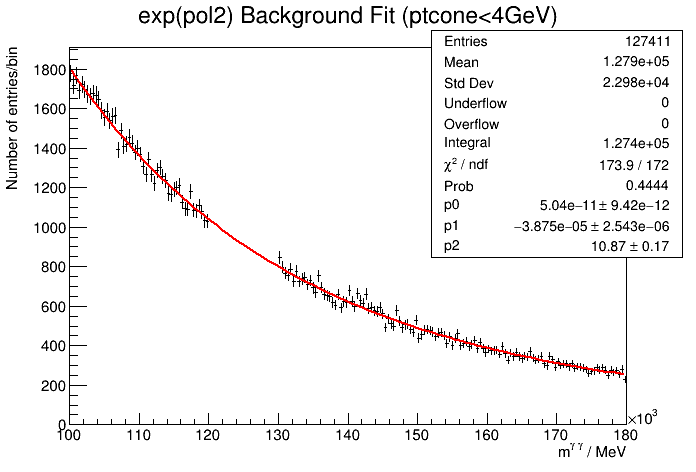 exp(pol2) Background Fit (ptcone<4GeV)
Entries 127411
Mean 1.279e+05
Std Dev 2.298e+04
Underflow 0
Overflow 0
Integral 1.274e+05
χ² / ndf 173.9 / 172
Prob 0.4444
p0 5.04e−11 ± 9.42e−12
p1 −3.875e−05 ± 2.543e−06
p2 10.87 ± 0.17
Number of entries/bin
1800
1600
1400
1200
1000
800
600
400
200
0
100 110 120 130 140 150 160 170 180
×10³
m^γγ / MeV